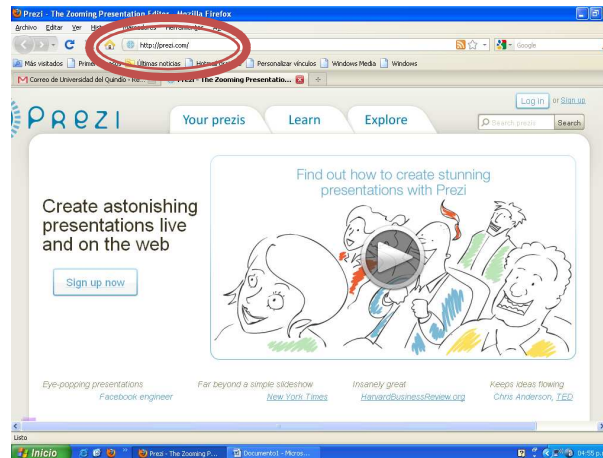 Prezi - The Zooming Presentation Editor - Mozilla Firefox
Archivo Editar Ver
http://prezi.com/
Google
Más visitados Últimas noticias Personalizar vínculos Windows Media Windows
Correo de Universidad del Quindio - Re... Prezi - The Zooming Presentatio...
Log in or Sign up
PREZI Your prezis Learn Explore
Search prezis Search
Find out how to create stunning
presentations with Prezi
Create astonishing
presentations live
and on the web
Sign up now
Eye-popping presentations Far beyond a simple slideshow Insanely great Keeps ideas flowing
Facebook engineer New York Times HarvardBusinessReview.org Chris Anderson, TED
Listo
Inicio Prezi - The Zooming P... Documento1 - Micros... 04:55 p.